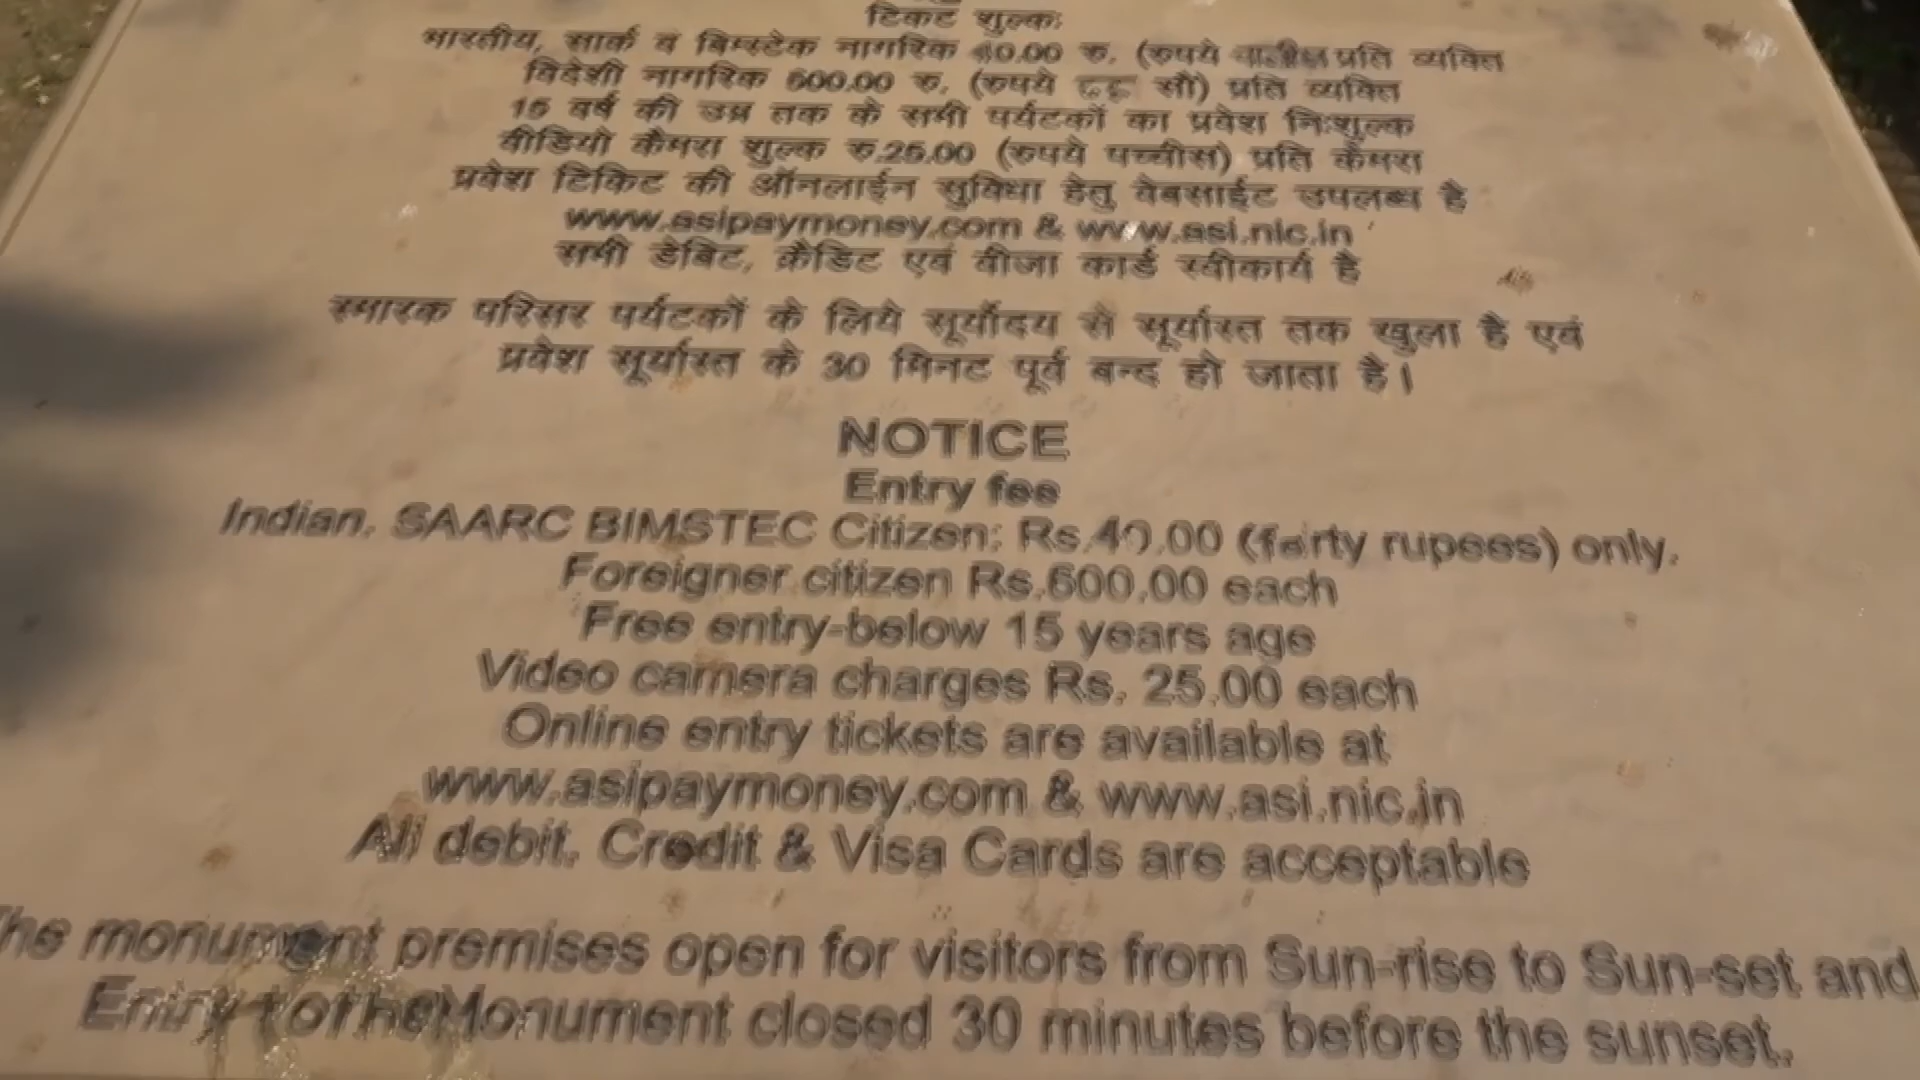 टिकट शुल्कः
भारतीय, सार्क व बिम्स्टेक नागरिक 40.00 रु. (रुपये चालीस प्रति व्यक्ति
विदेशी नागरिक 600.00 रु. (रुपये सौ) प्रति व्यक्ति
15 वर्ष की उम्र तक के सभी पर्यटकों का प्रवेश निःशुल्क
वीडियो कैमरा शुल्क रु.25.00 (रुपये पच्चीस) प्रति कैमरा
प्रवेश टिकिट की ऑनलाईन सुविधा हेतु वेबसाईट उपलब्ध है
www.asipaymoney.com & www.asi.nic.in
सभी डेबिट, क्रैडिट एवं वीजा कार्ड स्वीकार्य है
स्मारक परिसर पर्यटकों के लिये सूर्योदय से सूर्यास्त तक खुला है एवं
प्रवेश सूर्यास्त के 30 मिनट पूर्व बन्द हो जाता है।
NOTICE
Entry fee
Indian, SAARC BIMSTEC Citizen: Rs.40.00 (forty rupees) only.
Foreigner citizen Rs.600.00 each
Free entry-below 15 years age
Video camera charges Rs. 25.00 each
Online entry tickets are available at
www.asipaymoney.com & www.asi.nic.in
All debit, Credit & Visa Cards are acceptable
The monument premises open for visitors from Sun-rise to Sun-set and
Entry to the Monument closed 30 minutes before the sunset.